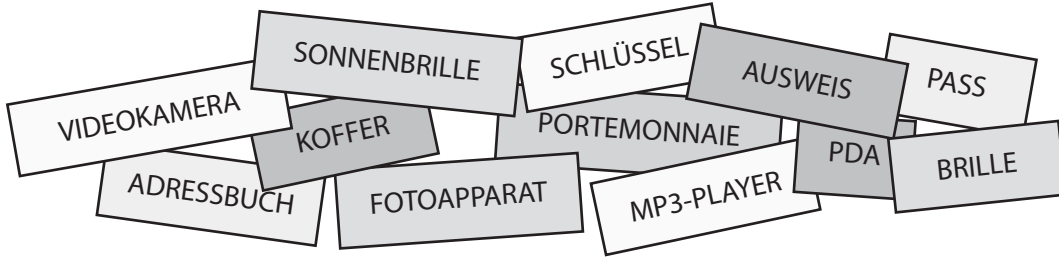 VIDEOKAMERA
SONNENBRILLE
SCHLÜSSEL
AUSWEIS
PASS
KOFFER
PORTEMONNAIE
PDA
BRILLE
ADRESSBUCH
FOTOAPPARAT
MP3-PLAYER